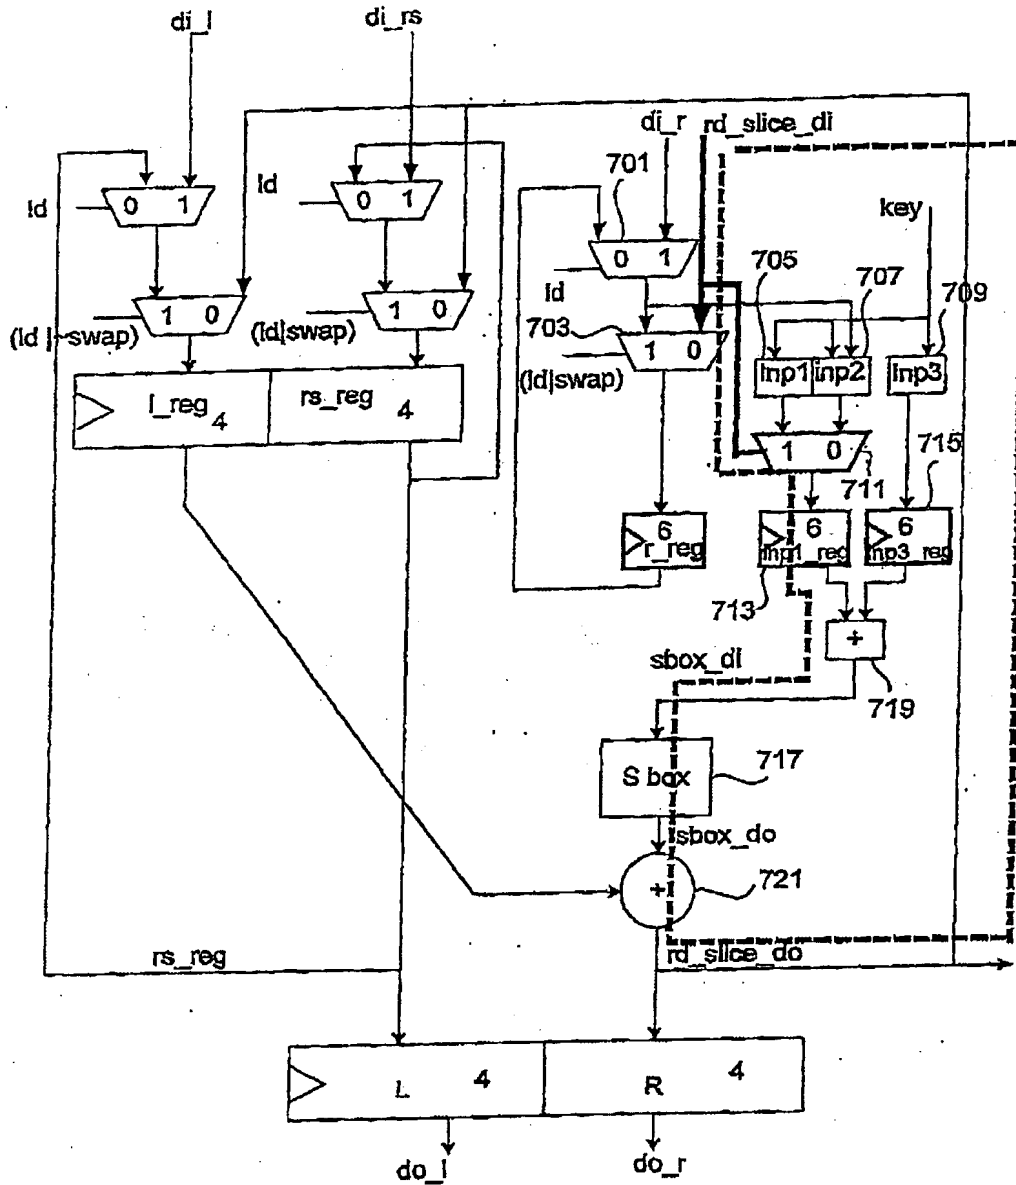 di_l
di_rs
di_r
rd_slice_di
701
ld
0 1
ld
0 1
key
0 1
705
707
709
ld
703
1 0
1 0
1 0
(ld | ~swap)
(ld|swap)
(ld|swap)
inp1
inp2
inp3
l_reg 4
rs_reg 4
1 0
711
715
6
r_reg
6
inp1_reg
6
inp3_reg
713
+
719
sbox_di
S box
717
sbox_do
+
721
rs_reg
rd_slice_do
L 4
R 4
do_l
do_r